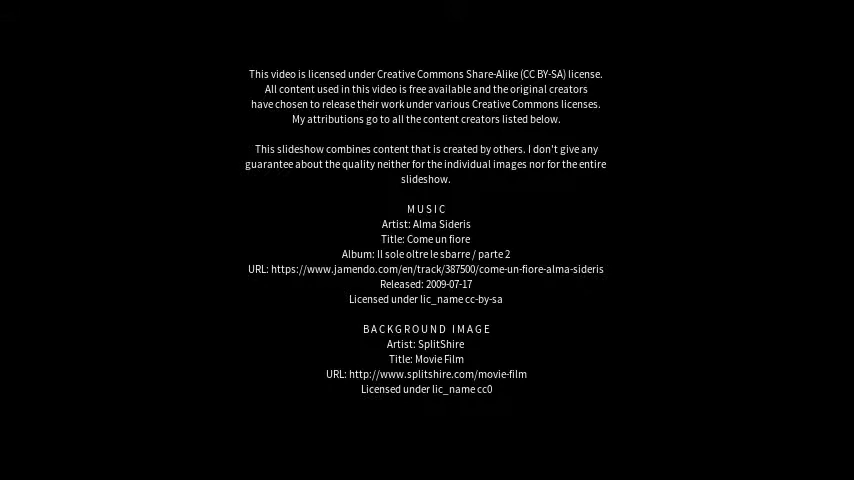 This video is licensed under Creative Commons Share-Alike (CC BY-SA) license.
All content used in this video is free available and the original creators
have chosen to release their work under various Creative Commons licenses.
My attributions go to all the content creators listed below.
This slideshow combines content that is created by others. I don't give any
guarantee about the quality neither for the individual images nor for the entire
slideshow.
MUSIC
Artist: Alma Sideris
Title: Come un fiore
Album: Il sole oltre le sbarre / parte 2
URL: https://www.jamendo.com/en/track/387500/come-un-fiore-alma-sideris
Released: 2009-07-17
Licensed under lic_name cc-by-sa
BACKGROUND IMAGE
Artist: SplitShire
Title: Movie Film
URL: http://www.splitshire.com/movie-film
Licensed under lic_name cc0